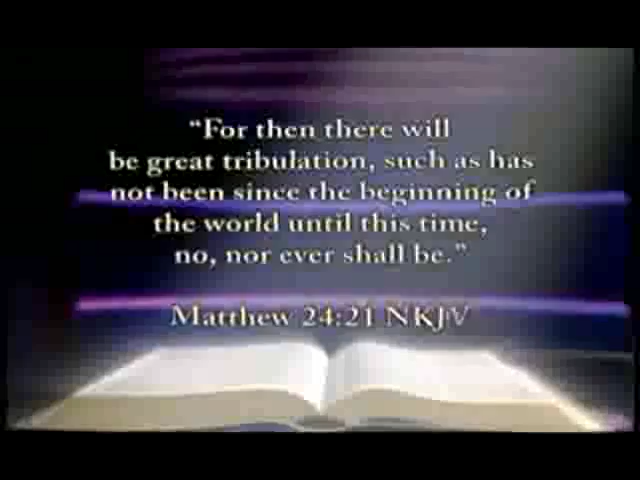 “For then there will
be great tribulation, such as has
not been since the beginning of
the world until this time,
no, nor ever shall be.”
Matthew 24:21 NKJV